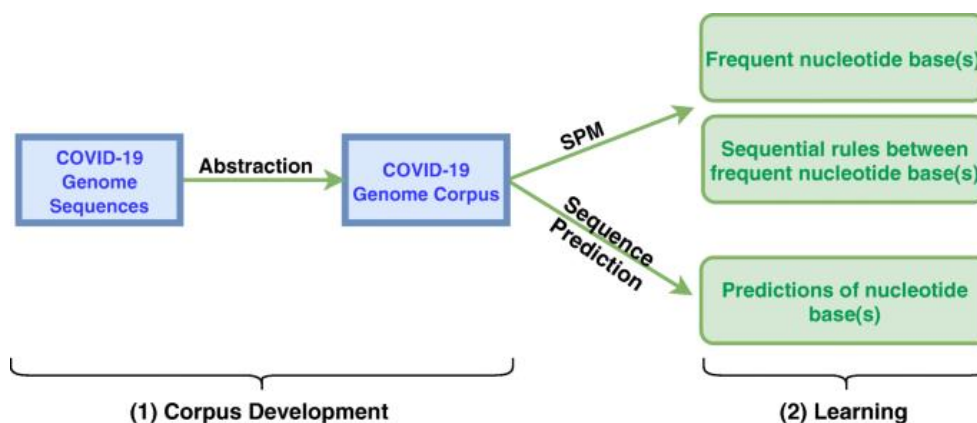 COVID-19
Genome
Sequences
Abstraction
COVID-19
Genome Corpus
SPM
Sequence
Prediction
Frequent nucleotide base(s)
Sequential rules between
frequent nucleotide base(s)
Predictions of nucleotide
base(s)
(1) Corpus Development
(2) Learning